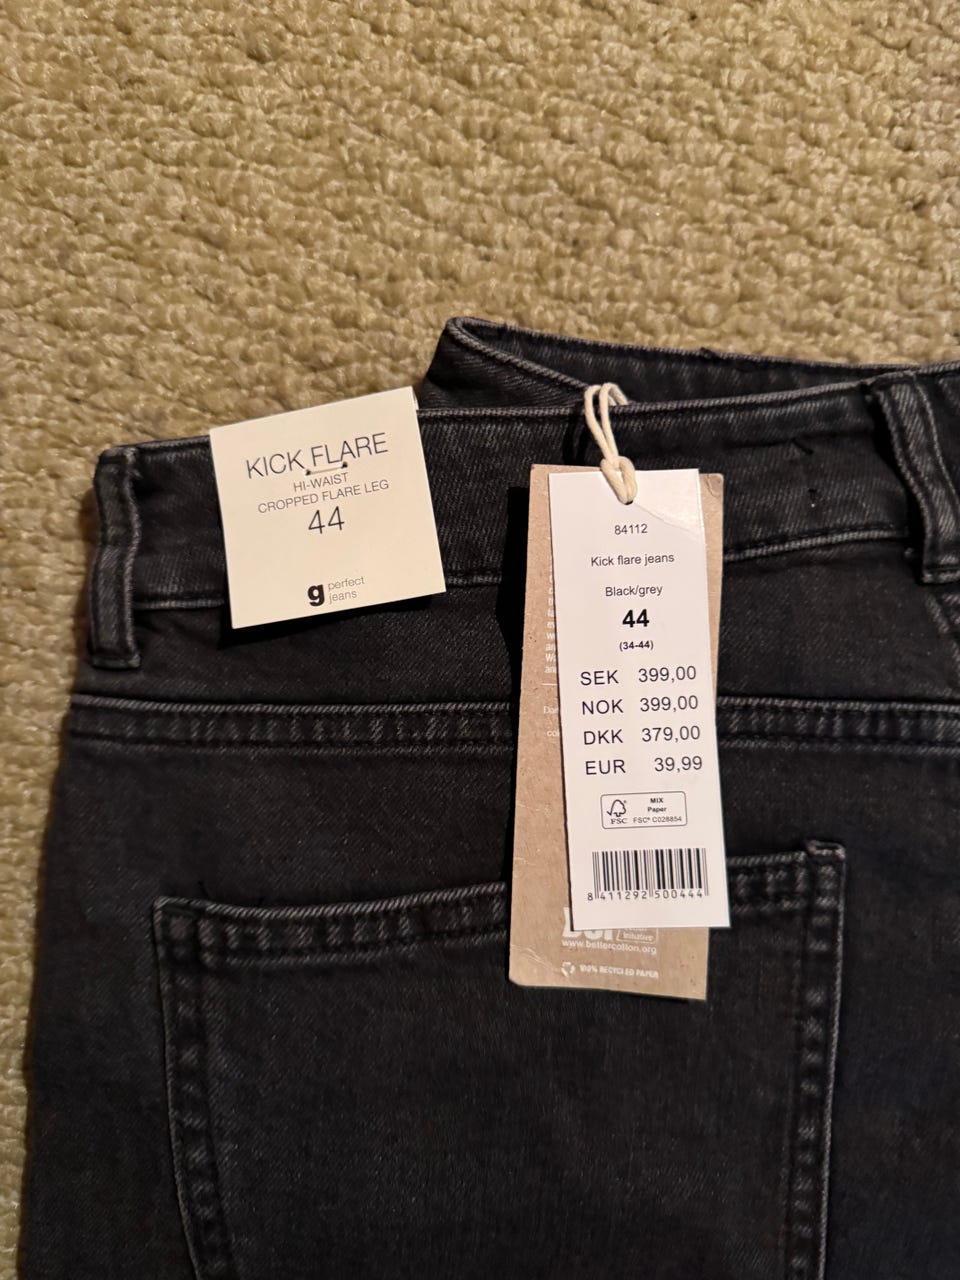 KICK FLARE
HI-WAIST
CROPPED FLARE LEG
44
g perfect
jeans
84112
Kick flare jeans
Black/grey
44
(34-44)
SEK 399,00
NOK 399,00
DKK 379,00
EUR 39,99
FSC
MIX
Paper
FSC® C028854
8 411292 500444
Initiative
www.bettercotton.org
100% RECYCLED PAPER